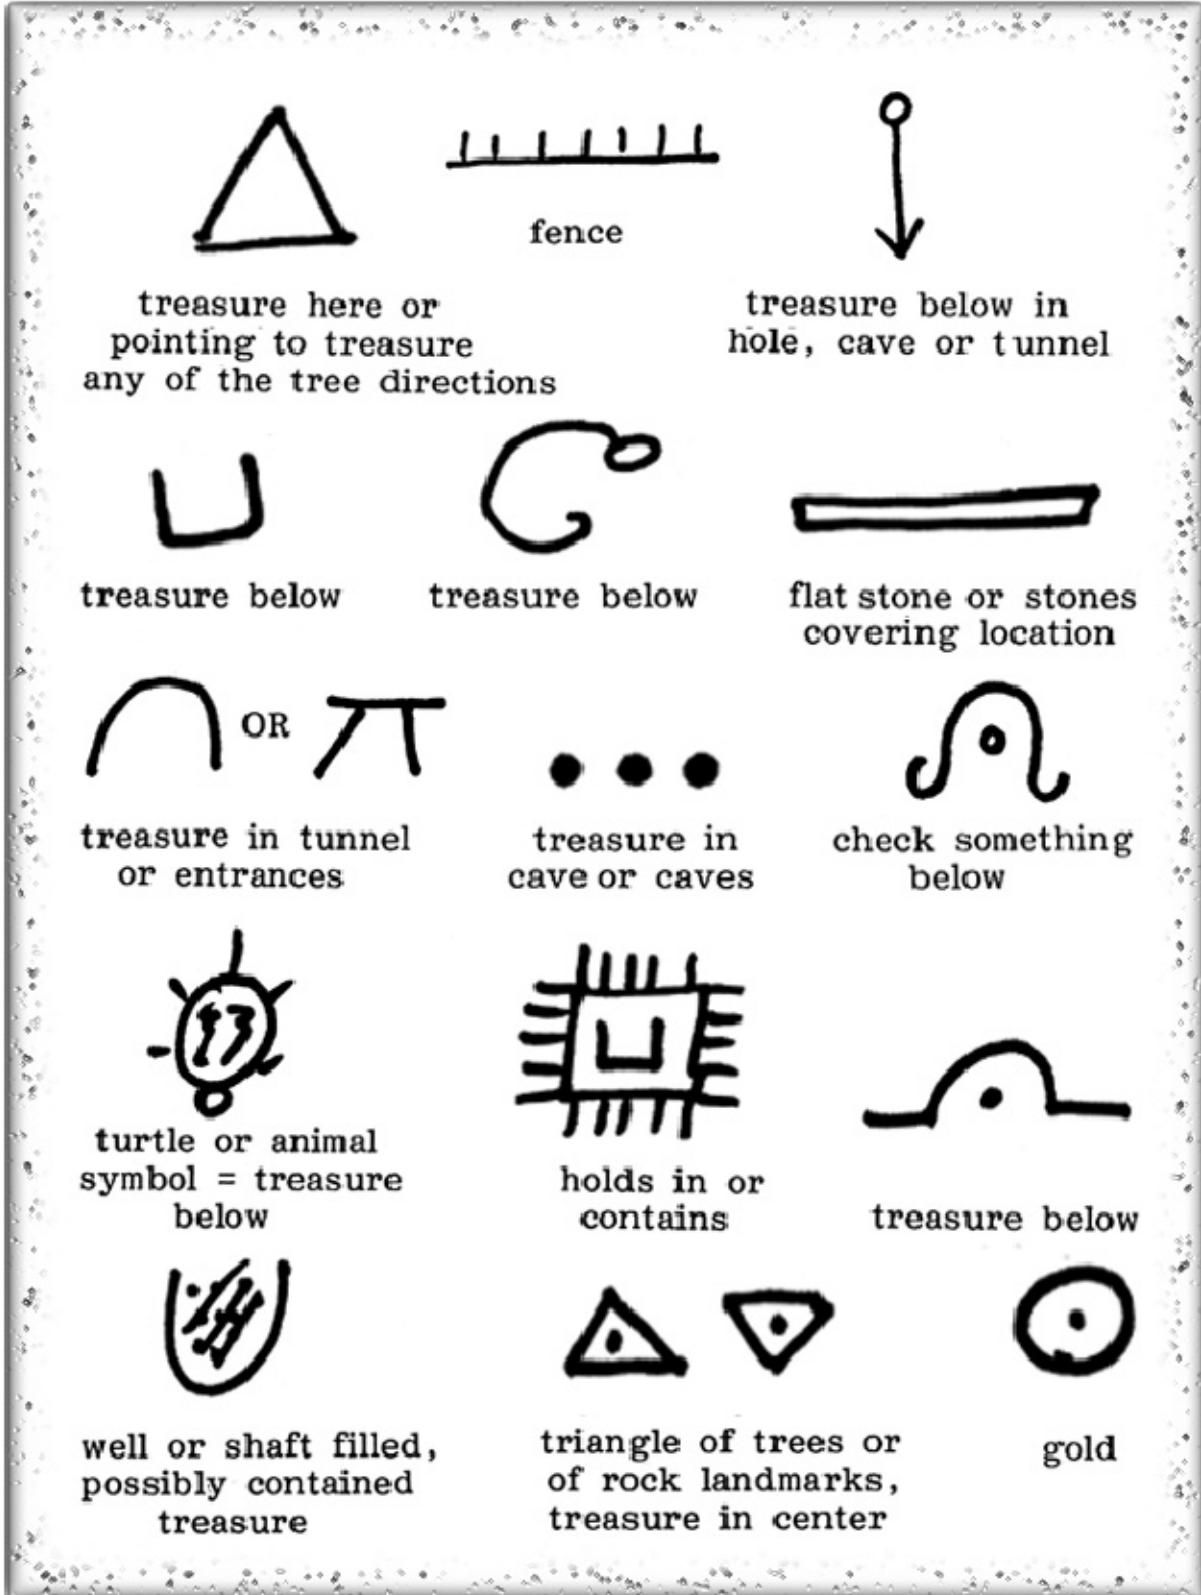 fence
treasure here or
pointing to treasure
any of the tree directions
treasure below in
hole, cave or tunnel
treasure below
treasure below
flat stone or stones
covering location
OR
treasure in tunnel
or entrances
treasure in
cave or caves
check something
below
turtle or animal
symbol = treasure
below
holds in or
contains
treasure below
well or shaft filled,
possibly contained
treasure
triangle of trees or
of rock landmarks,
treasure in center
gold